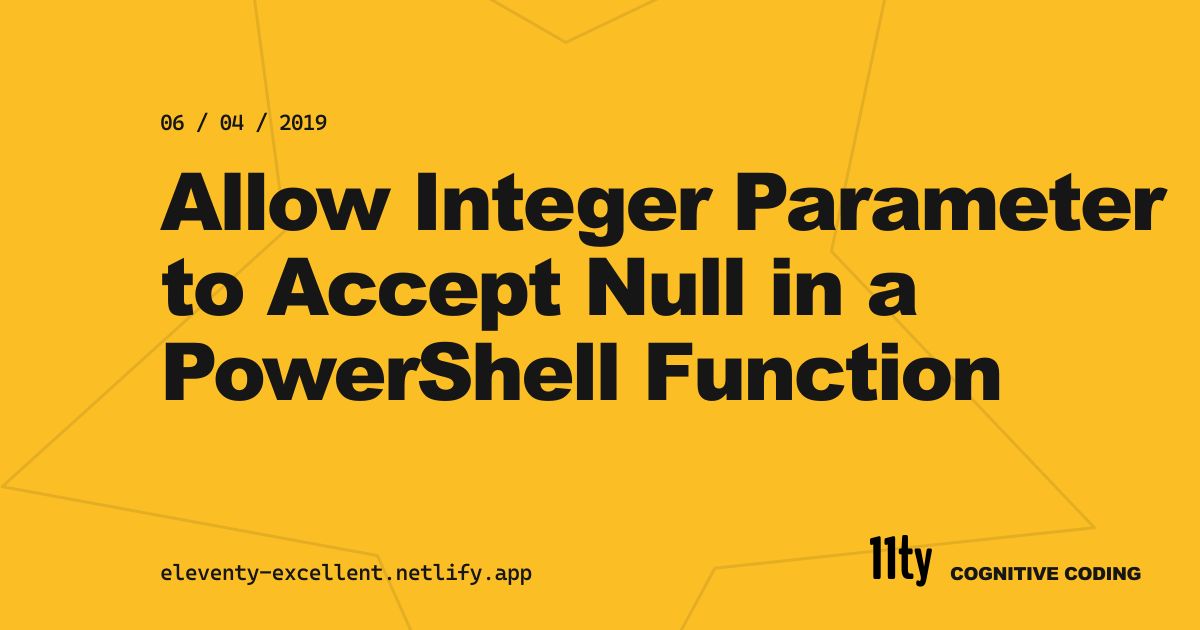 06 / 04 / 2019
Allow Integer Parameter
to Accept Null in a
PowerShell Function
eleventy-excellent.netlify.app
11ty COGNITIVE CODING